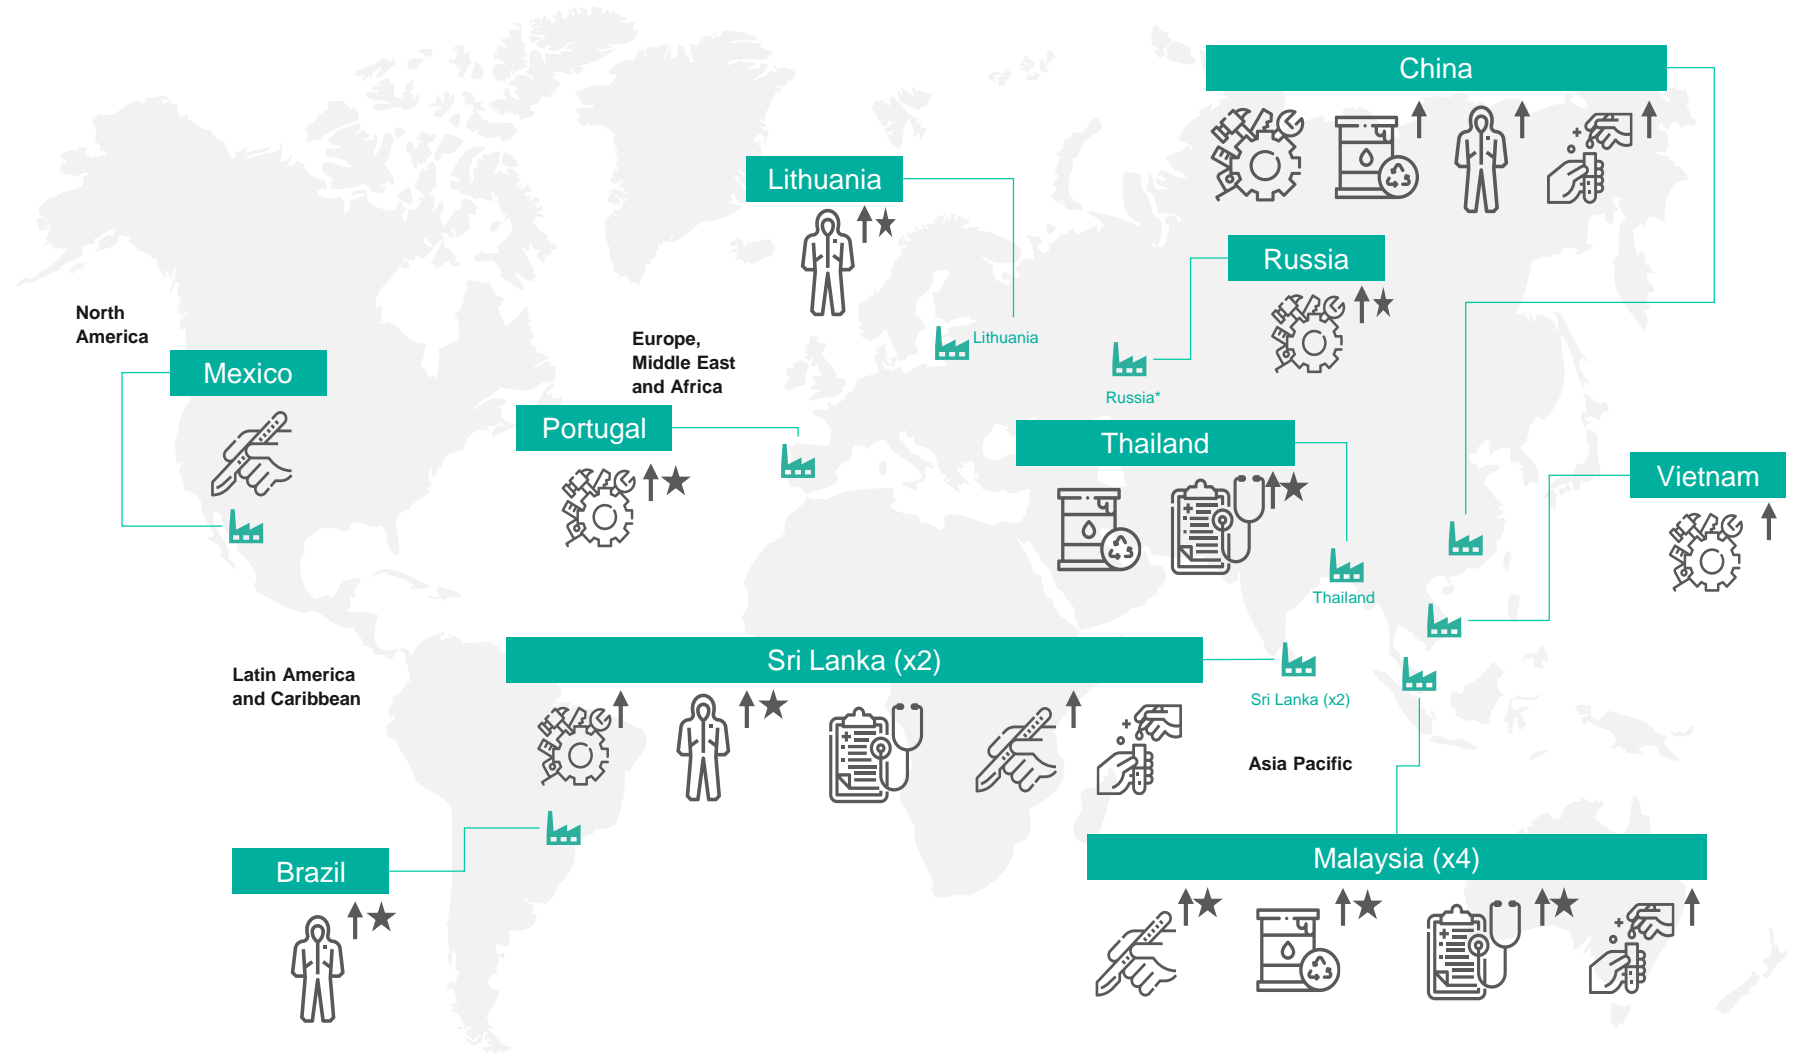 China
Lithuania
Russia
North
America
Lithuania
Europe,
Middle East
and Africa
Mexico
Russia*
Portugal
Thailand
Vietnam
Thailand
Sri Lanka (x2)
Latin America
and Caribbean
Sri Lanka (x2)
Asia Pacific
Malaysia (x4)
Brazil